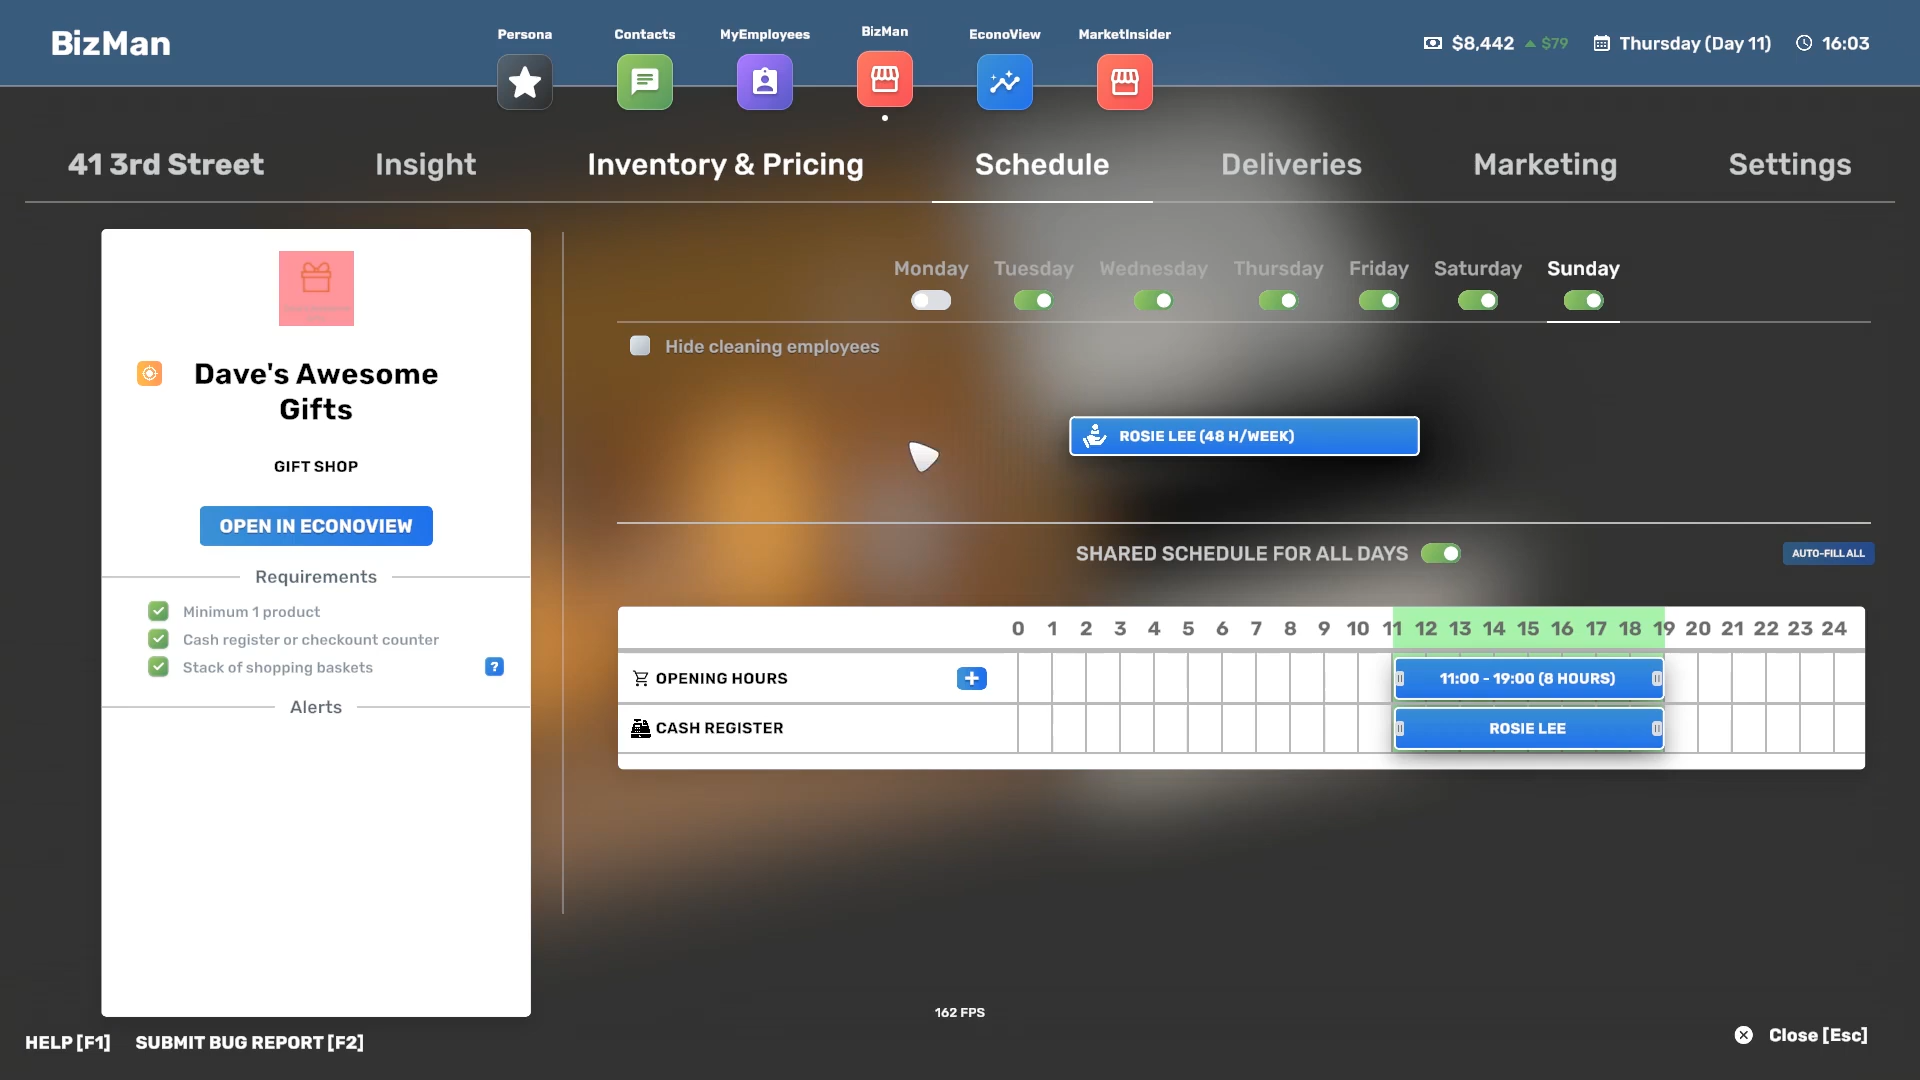 BizMan
Persona
Contacts
MyEmployees
BizMan
EconoView
MarketInsider
$8,442 $79
Thursday (Day 11)
16:03
41 3rd Street
Insight
Inventory & Pricing
Schedule
Deliveries
Marketing
Settings
Dave's Awesome
Gifts
GIFT SHOP
OPEN IN ECONOVIEW
Requirements
Minimum 1 product
Cash register or checkount counter
Stack of shopping baskets
?
Alerts
Monday
Tuesday
Wednesday
Thursday
Friday
Saturday
Sunday
Hide cleaning employees
ROSIE LEE (48 H/WEEK)
SHARED SCHEDULE FOR ALL DAYS
AUTO-FILL ALL
0 1 2 3 4 5 6 7 8 9 10 11 12 13 14 15 16 17 18 19 20 21 22 23 24
OPENING HOURS
11:00 - 19:00 (8 HOURS)
CASH REGISTER
ROSIE LEE
162 FPS
HELP [F1]
SUBMIT BUG REPORT [F2]
Close [Esc]